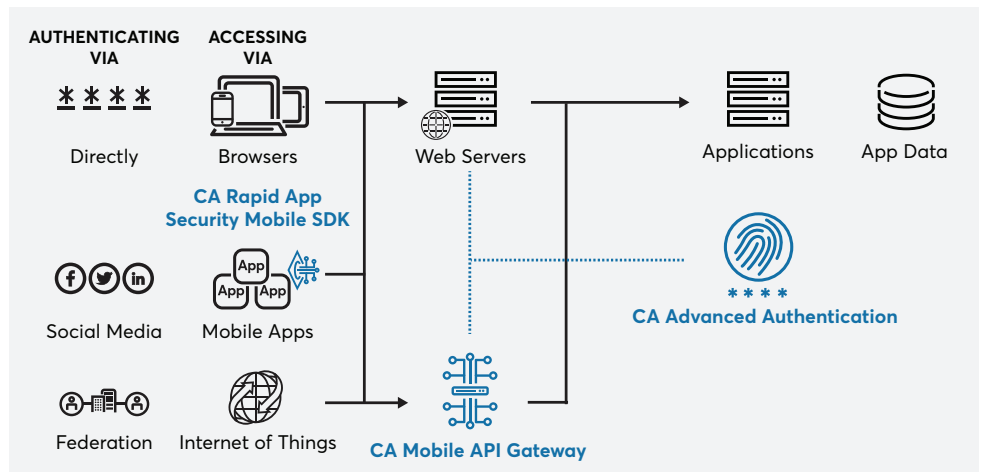 AUTHENTICATING
VIA
ACCESSING
VIA
* * * *
Directly
Browsers
Web Servers
Applications
App Data
CA Rapid App
Security Mobile SDK
App
App
App
f
in
Social Media
Mobile Apps
* * * *
CA Advanced Authentication
Federation
Internet of Things
CA Mobile API Gateway